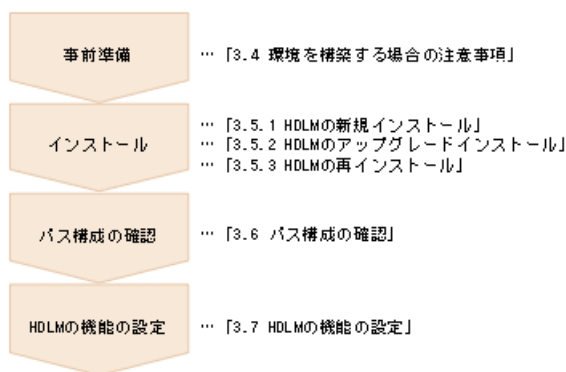 事前準備
… 「3.4 環境を構築する場合の注意事項」
インストール
… 「3.5.1 HDLMの新規インストール」
… 「3.5.2 HDLMのアップグレードインストール」
… 「3.5.3 HDLMの再インストール」
パス構成の確認
… 「3.6 パス構成の確認」
HDLMの機能の設定
… 「3.7 HDLMの機能の設定」